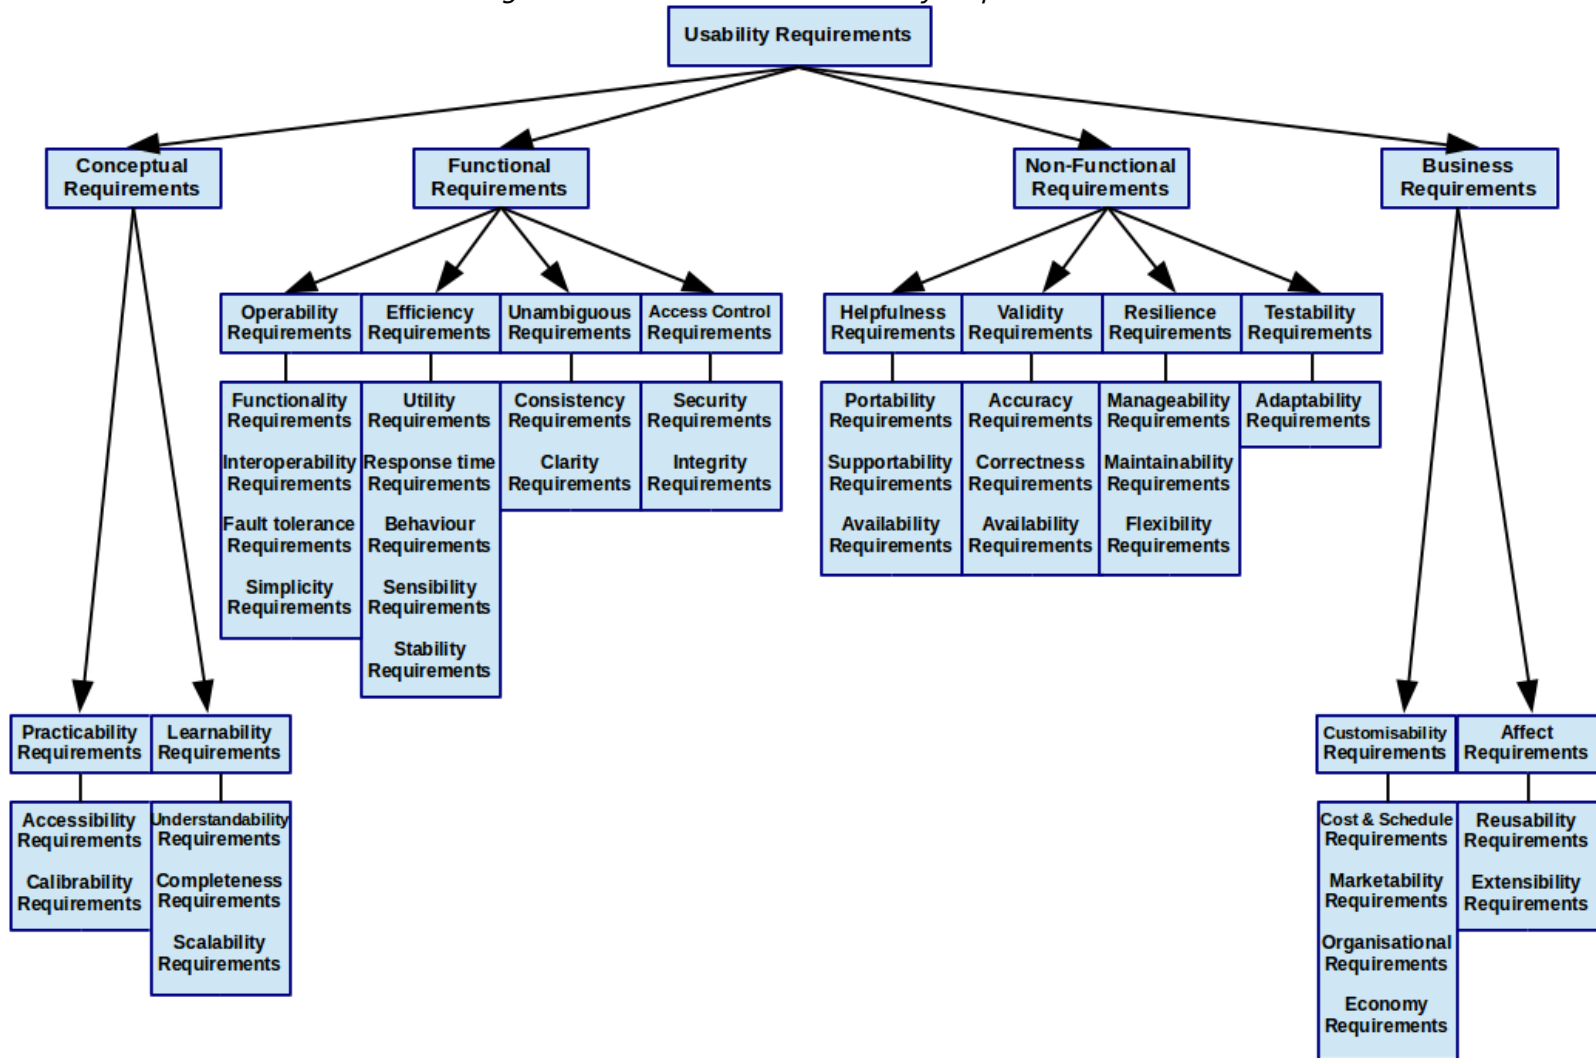 Usability Requirements
Conceptual
Requirements
Functional
Requirements
Non-Functional
Requirements
Business
Requirements
Operability
Requirements
Efficiency
Requirements
Unambiguous
Requirements
Access Control
Requirements
Helpfulness
Requirements
Validity
Requirements
Resilience
Requirements
Testability
Requirements
Functionality
Requirements
Interoperability
Requirements
Fault tolerance
Requirements
Simplicity
Requirements
Utility
Requirements
Response time
Requirements
Behaviour
Requirements
Sensibility
Requirements
Stability
Requirements
Consistency
Requirements
Clarity
Requirements
Security
Requirements
Integrity
Requirements
Portability
Requirements
Supportability
Requirements
Availability
Requirements
Accuracy
Requirements
Correctness
Requirements
Availability
Requirements
Manageability
Requirements
Maintainability
Requirements
Flexibility
Requirements
Adaptability
Requirements
Practicability
Requirements
Learnability
Requirements
Customisability
Requirements
Affect
Requirements
Accessibility
Requirements
Calibrability
Requirements
Understandability
Requirements
Completeness
Requirements
Scalability
Requirements
Cost & Schedule
Requirements
Marketability
Requirements
Organisational
Requirements
Economy
Requirements
Reusability
Requirements
Extensibility
Requirements